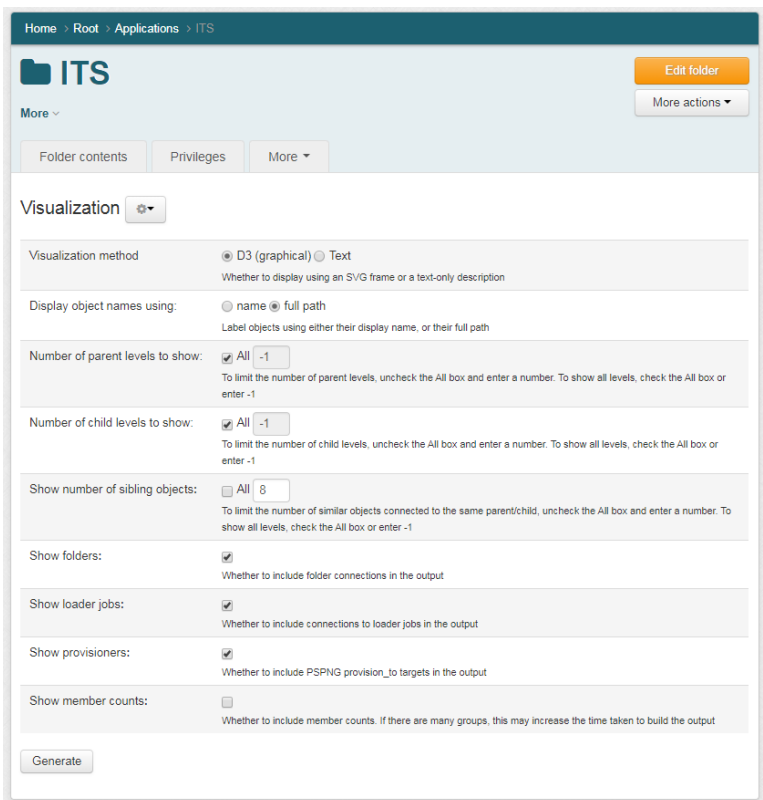 Home > Root > Applications > ITS
ITS
Edit folder
More
More actions
Folder contents
Privileges
More
Visualization
Visualization method
D3 (graphical) Text
Whether to display using an SVG frame or a text-only description
Display object names using:
name full path
Label objects using either their display name, or their full path
Number of parent levels to show:
All -1
To limit the number of parent levels, uncheck the All box and enter a number. To show all levels, check the All box or
enter -1
Number of child levels to show:
All -1
To limit the number of child levels, uncheck the All box and enter a number. To show all levels, check the All box or
enter -1
Show number of sibling objects:
All 8
To limit the number of similar objects connected to the same parent/child, uncheck the All box and enter a number. To
show all levels, check the All box or enter -1
Show folders:
Whether to include folder connections in the output
Show loader jobs:
Whether to include connections to loader jobs in the output
Show provisioners:
Whether to include PSPNG provision_to targets in the output
Show member counts:
Whether to include member counts. If there are many groups, this may increase the time taken to build the output
Generate